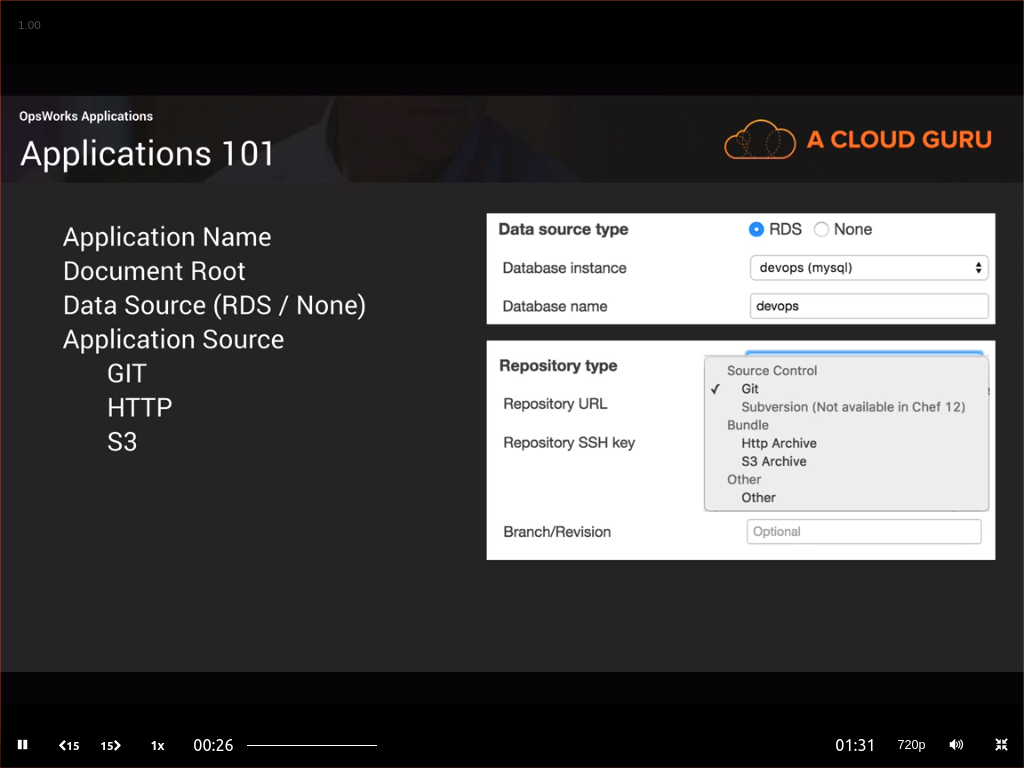 1.00
OpsWorks Applications
Applications 101
A CLOUD GURU
Application Name
Document Root
Data Source (RDS / None)
Application Source
GIT
HTTP
S3
Data source type RDS None
Database instance devops (mysql)
Database name devops
Repository type
Repository URL
Repository SSH key
Source Control
✓ Git
Subversion (Not available in Chef 12)
Bundle
Http Archive
S3 Archive
Other
Other
Branch/Revision Optional
15 15 1x 00:26 01:31 720p